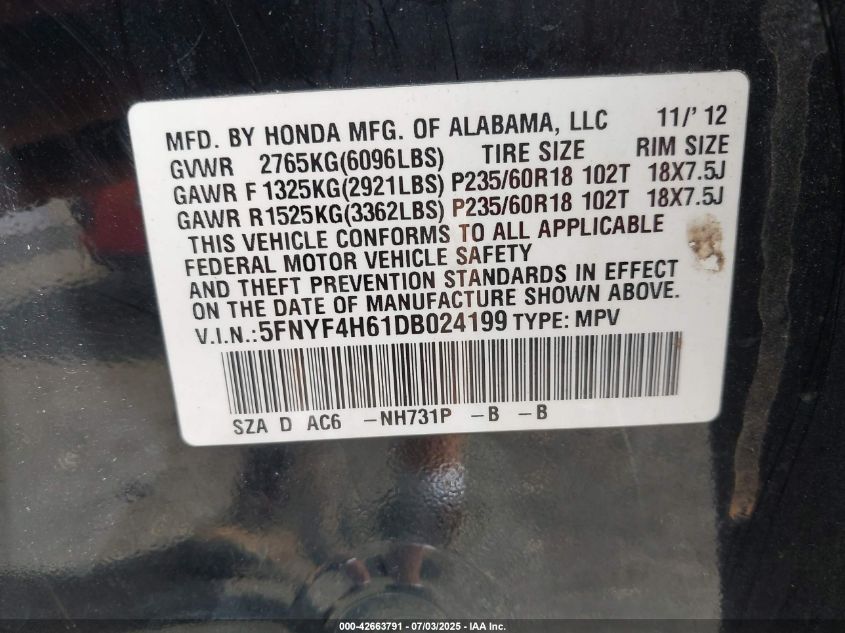 MFD. BY HONDA MFG. OF ALABAMA, LLC 11/' 12
GVWR 2765KG(6096LBS) TIRE SIZE RIM SIZE
GAWR F 1325KG(2921LBS) P235/60R18 102T 18X7.5J
GAWR R1525KG(3362LBS) P235/60R18 102T 18X7.5J
THIS VEHICLE CONFORMS TO ALL APPLICABLE
FEDERAL MOTOR VEHICLE SAFETY
AND THEFT PREVENTION STANDARDS IN EFFECT
ON THE DATE OF MANUFACTURE SHOWN ABOVE.
V.I.N.:5FNYF4H61DB024199 TYPE: MPV
SZA D AC6 -NH731P -B -B
000-42663791 - 07/03/2025 - IAA Inc.